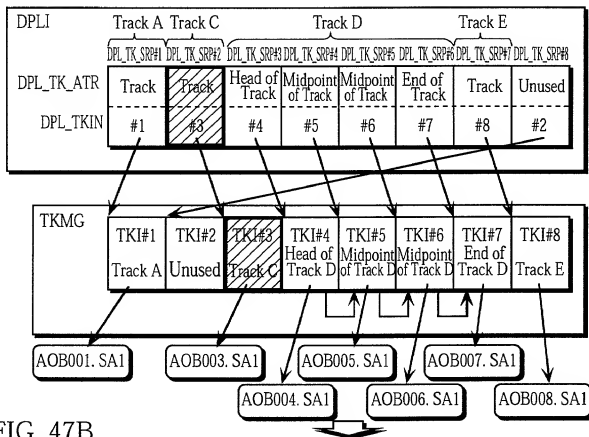 Track A Track C Track D Track E
DPLI
DPL_TK_SRP#1 DPL_TK_SRP#2 DPL_TK_SRP#3 DPL_TK_SRP#4 DPL_TK_SRP#5 DPL_TK_SRP#6 DPL_TK_SRP#7 DPL_TK_SRP#8
DPL_TK_ATR Track Track Head of Track Midpoint of Track Midpoint of Track End of Track Track Unused
DPL_TKIN #1 #3 #4 #5 #6 #7 #8 #2
TKMG
TKI#1 TKI#2 TKI#3 TKI#4 TKI#5 TKI#6 TKI#7 TKI#8
Track A Unused Track C Head of Track D Midpoint of Track D Midpoint of Track D End of Track D Track E
AOB001. SA1 AOB003. SA1 AOB005. SA1 AOB007. SA1
AOB004. SA1 AOB006. SA1 AOB008. SA1
FIG. 47B